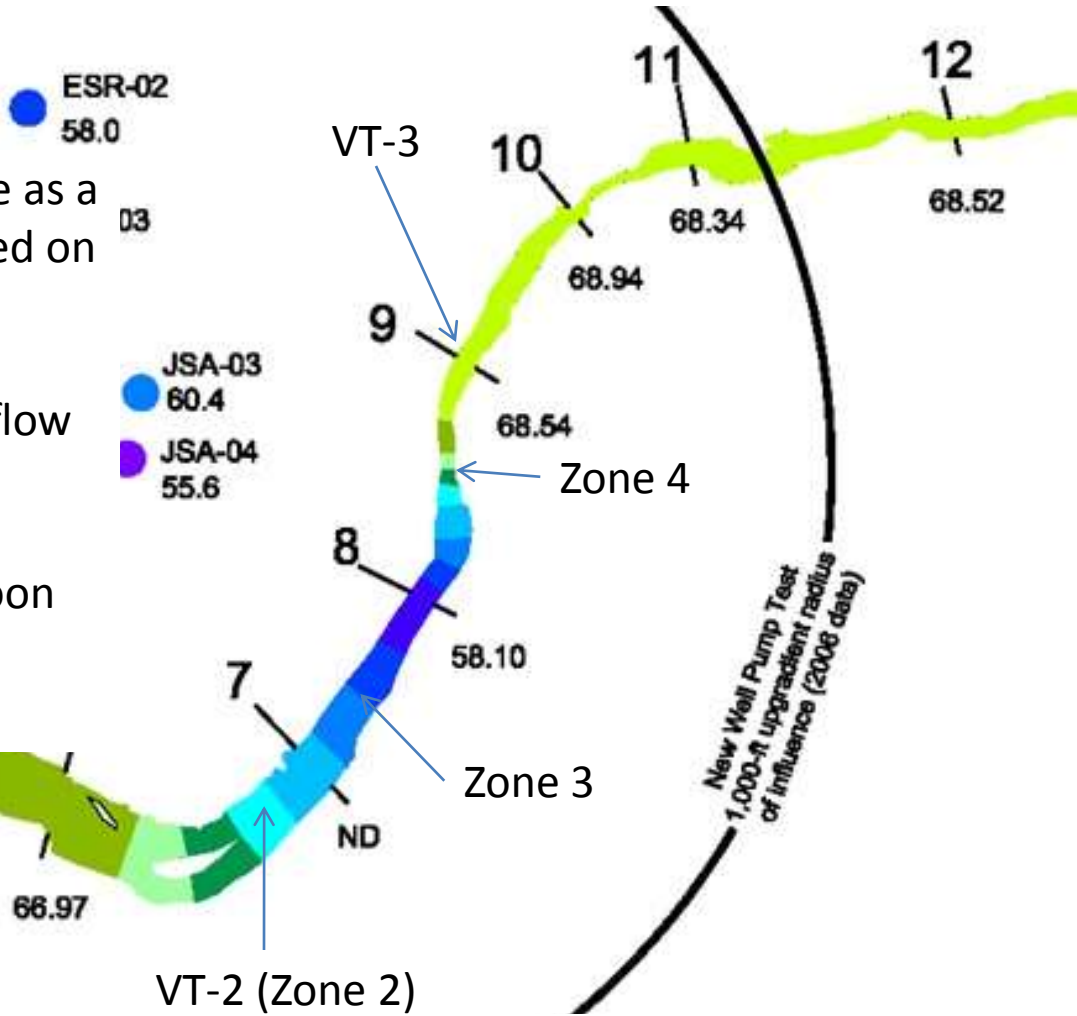 ESR-02
58.0
VT-3
10
11
12
68.52
68.34
68.94
e as a
03
ed on
9
JSA-03
60.4
68.54
flow
JSA-04
55.6
Zone 4
8
58.10
New Well Pump Test
1,000-ft upgradient radius
of influence (2006 data)
7
Zone 3
ND
66.97
VT-2 (Zone 2)